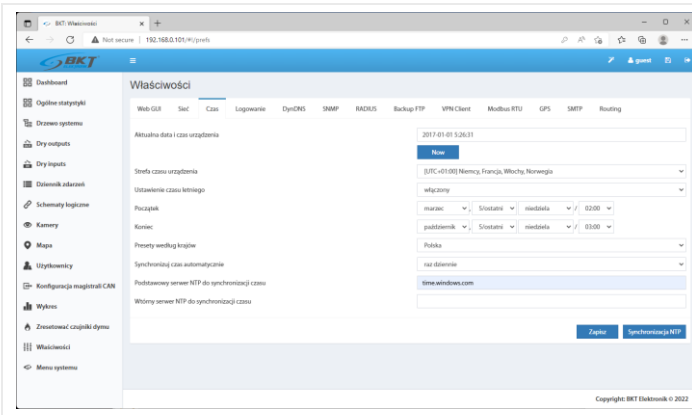 BKT: Właściwości
Not secure | 192.168.0.101/#!/prefs
BKT
guest
Dashboard
Ogólne statystyki
Drzewo systemu
Dry outputs
Dry inputs
Dziennik zdarzeń
Schematy logiczne
Kamery
Mapa
Użytkownicy
Konfiguracja magistrali CAN
Wykres
Zresetować czujniki dymu
Właściwości
Menu systemu
Właściwości
Web GUI Sieć Czas Logowanie DynDNS SNMP RADIUS Backup FTP VPN Client Modbus RTU GPS SMTP Routing
Aktualna data i czas urządzenia 2017-01-01 5:26:31
Now
Strefa czasu urządzenia [UTC+01:00] Niemcy, Francja, Włochy, Norwegia
Ustawienie czasu letniego włączony
Początek marzec , 5/ostatni niedziela / 02:00
Koniec październik , 5/ostatni niedziela / 03:00
Presety według krajów Polska
Synchronizuj czas automatycznie raz dziennie
Podstawowy serwer NTP do synchronizacji czasu time.windows.com
Wtórny serwer NTP do synchronizacji czasu
Zapisz Synchronizacja NTP
Copyright: BKT Elektronik © 2022